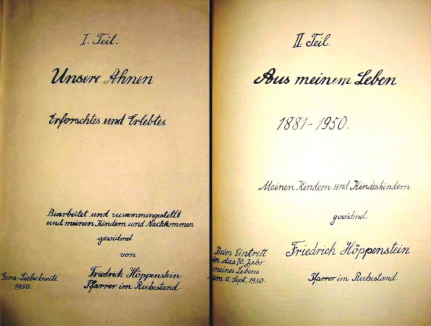 I. Teil.
Unsere Ahnen
Erforschtes und Erlebtes
Bearbeitet und zusammengestellt
und meinen Kindern und Nachkommen
gewidmet
von
Friedrich Höppenstein
Pfarrer im Ruhestand.
Gera-Liebschwitz
1950.
II Teil.
Aus meinem Leben
1881-1950.
Meinen Kindern und Kindeskindern
gewidmet
Friedrich Höppenstein
Pfarrer im Ruhestand.
Beim Eintritt
in das 70. Jahr
meines Lebens
am 11. Sept. 1950.